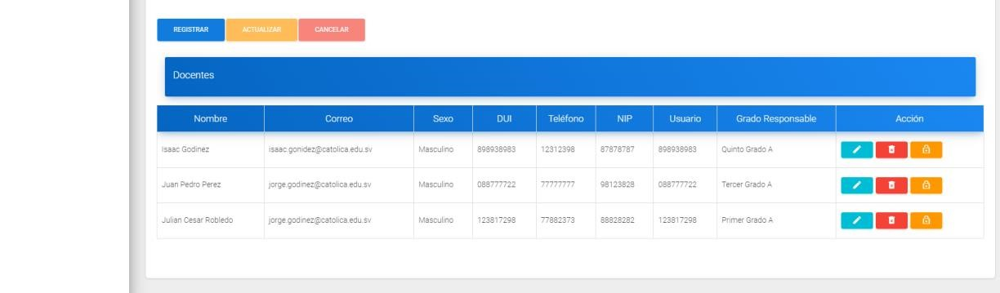 REGISTRAR ACTUALIZAR CANCELAR
Docentes
Nombre Correo Sexo DUI Teléfono NIP Usuario Grado Responsable Acción
Isaac Godinez isaac.gonidez@catolica.edu.sv Masculino 898938983 12312398 87878787 898938983 Quinto Grado A
Juan Pedro Perez jorge.godinez@catolica.edu.sv Masculino 088777722 77777777 98123828 088777722 Tercer Grado A
Julian Cesar Robledo jorge.godinez@catolica.edu.sv Masculino 123817298 77882373 88828282 123817298 Primer Grado A